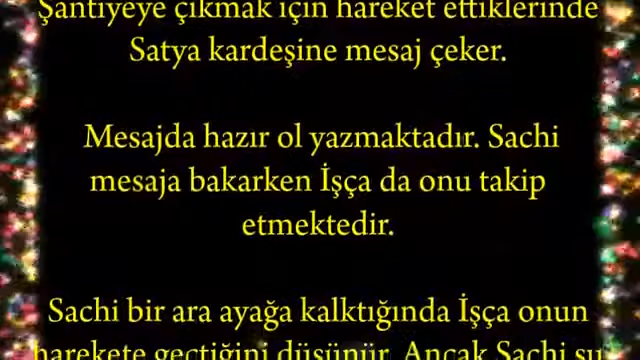 Şantiyeye çıkmak için hareket ettiklerinde
Satya kardeşine mesaj çeker.
Mesajda hazır ol yazmaktadır. Sachi
mesaja bakarken İşça da onu takip
etmektedir.
Sachi bir ara ayağa kalktığında İşça onun
harekete geçtiğini düşünür. Ancak Sachi su